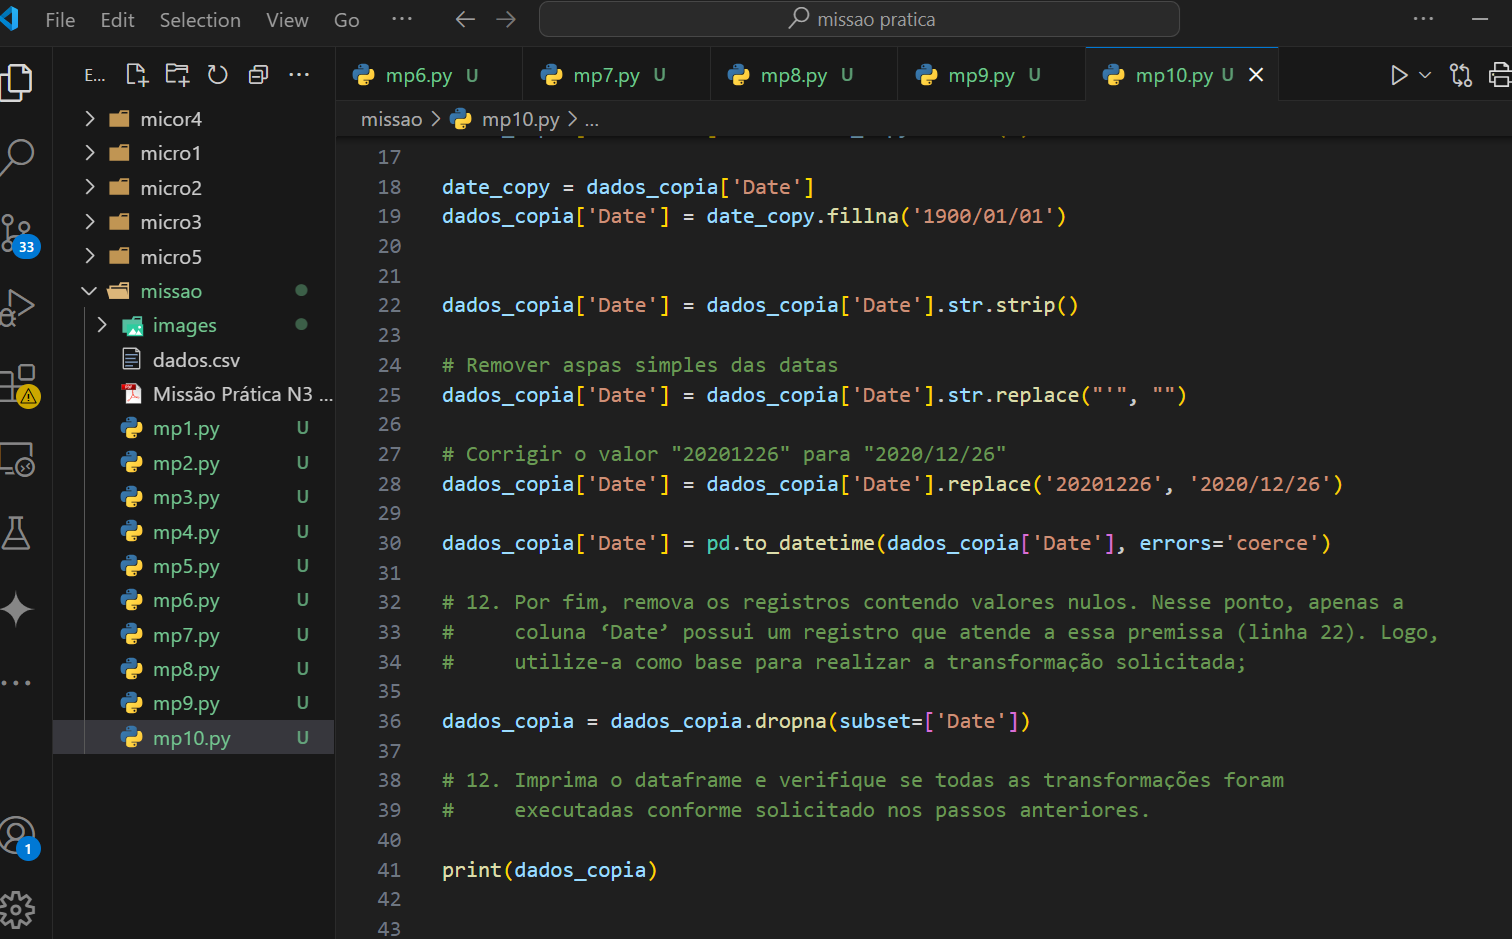 File Edit Selection View Go ... missao pratica ...
E... ...
mp6.py U mp7.py U mp8.py U mp9.py U mp10.py U
missao > mp10.py > ...
micor4
micro1
micro2
micro3
micro5
missao
images
dados.csv
Missão Prática N3 ...
mp1.py U
mp2.py U
mp3.py U
mp4.py U
mp5.py U
mp6.py U
mp7.py U
mp8.py U
mp9.py U
mp10.py U
33
1
17
18 date_copy = dados_copia['Date']
19 dados_copia['Date'] = date_copy.fillna('1900/01/01')
20
21
22 dados_copia['Date'] = dados_copia['Date'].str.strip()
23
24 # Remover aspas simples das datas
25 dados_copia['Date'] = dados_copia['Date'].str.replace("'", "")
26
27 # Corrigir o valor "20201226" para "2020/12/26"
28 dados_copia['Date'] = dados_copia['Date'].replace('20201226', '2020/12/26')
29
30 dados_copia['Date'] = pd.to_datetime(dados_copia['Date'], errors='coerce')
31
32 # 12. Por fim, remova os registros contendo valores nulos. Nesse ponto, apenas a
33 #     coluna ‘Date’ possui um registro que atende a essa premissa (linha 22). Logo,
34 #     utilize-a como base para realizar a transformação solicitada;
35
36 dados_copia = dados_copia.dropna(subset=['Date'])
37
38 # 12. Imprima o dataframe e verifique se todas as transformações foram
39 #     executadas conforme solicitado nos passos anteriores.
40
41 print(dados_copia)
42
43